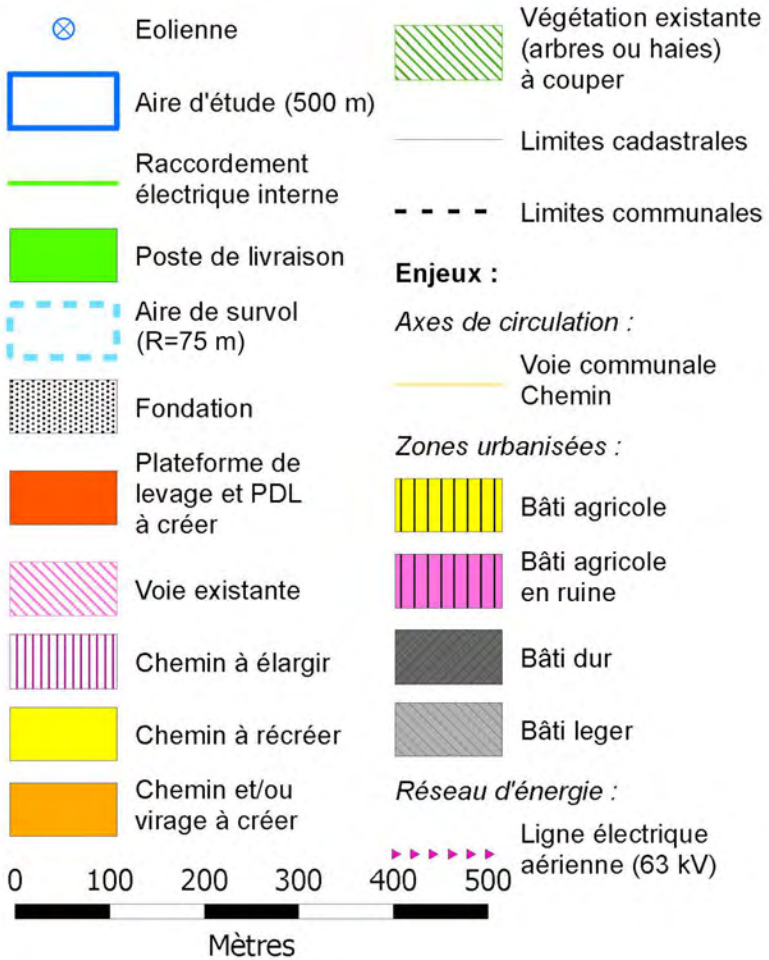 Eolienne
Aire d'étude (500 m)
Raccordement
électrique interne
Poste de livraison
Aire de survol
(R=75 m)
Fondation
Plateforme de
levage et PDL
à créer
Voie existante
Chemin à élargir
Chemin à récréer
Chemin et/ou
virage à créer
Végétation existante
(arbres ou haies)
à couper
Limites cadastrales
Limites communales
Enjeux :
Axes de circulation :
Voie communale
Chemin
Zones urbanisées :
Bâti agricole
Bâti agricole
en ruine
Bâti dur
Bâti leger
Réseau d'énergie :
Ligne électrique
aérienne (63 kV)
0 100 200 300 400 500
Mètres